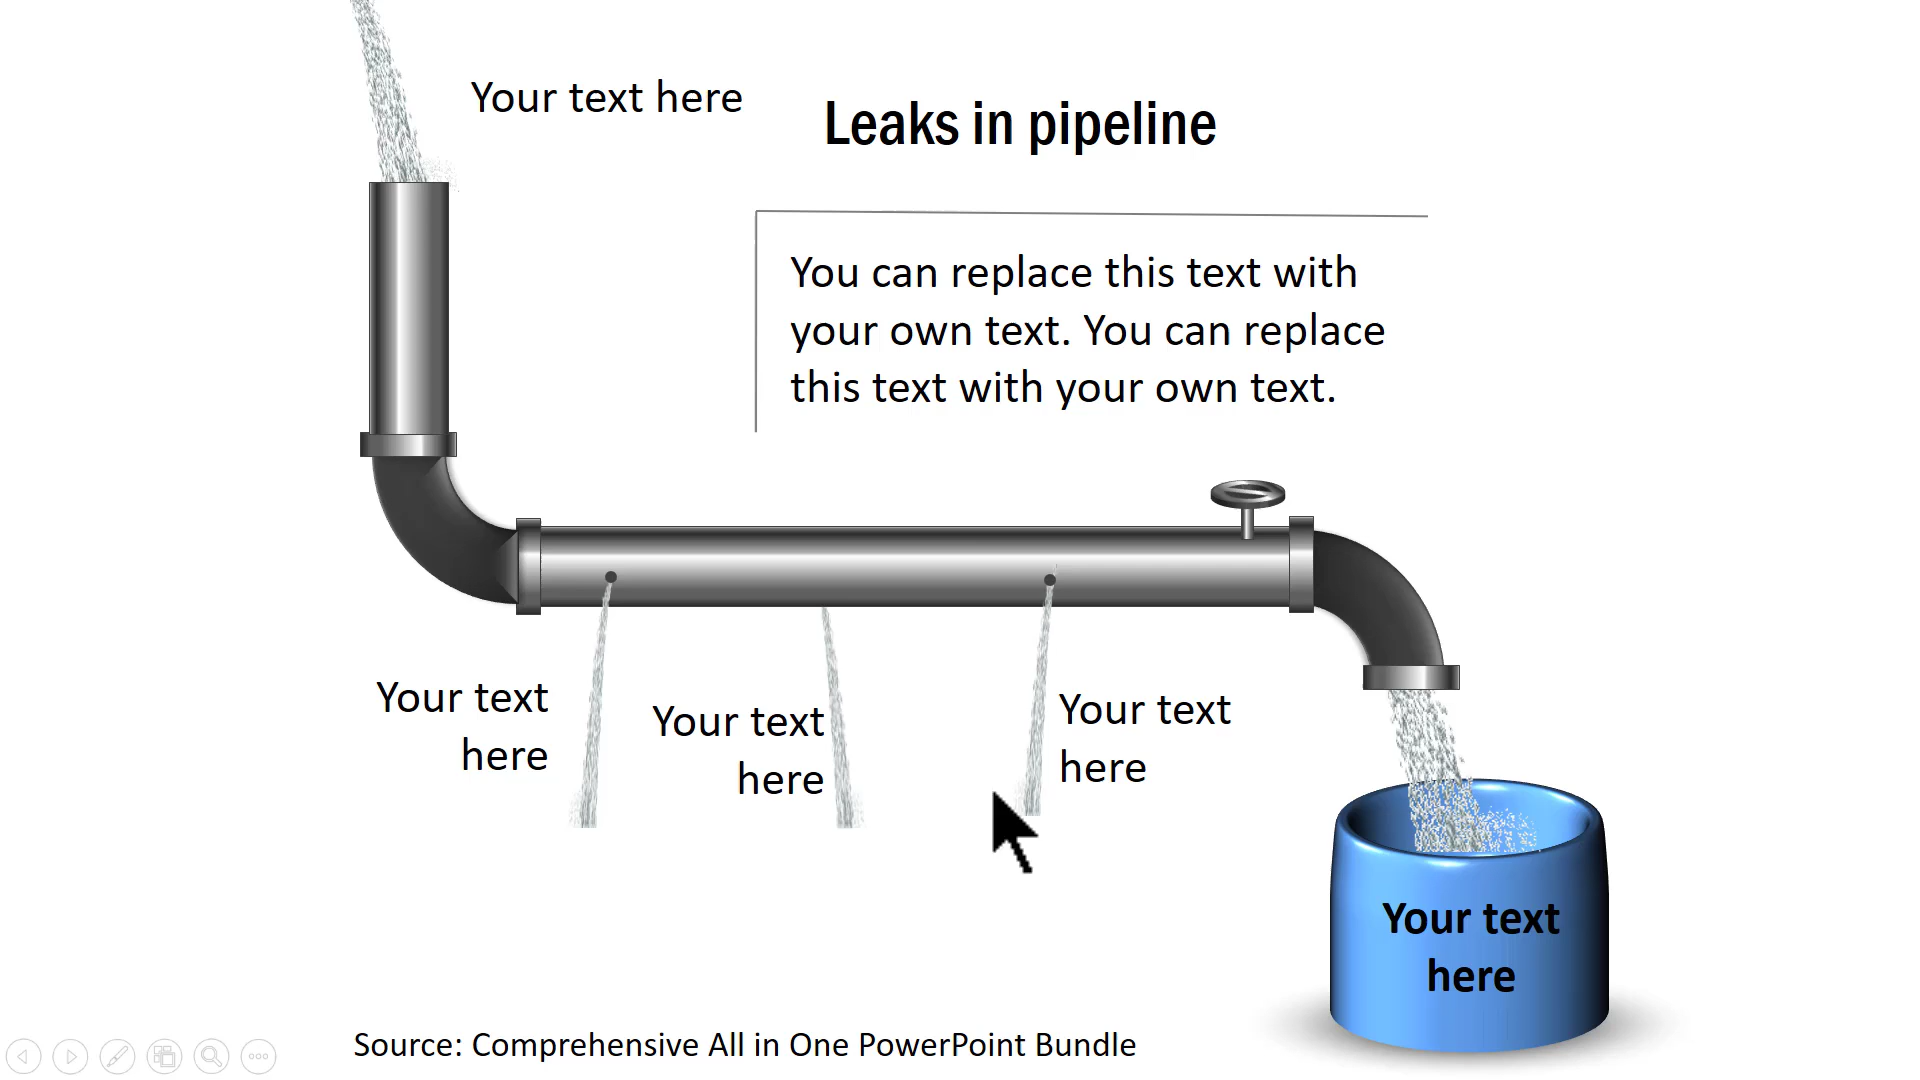 Your text here
Leaks in pipeline
You can replace this text with
your own text. You can replace
this text with your own text.
Your text
here
Your text
here
Your text
here
Your text
here
Source: Comprehensive All in One PowerPoint Bundle